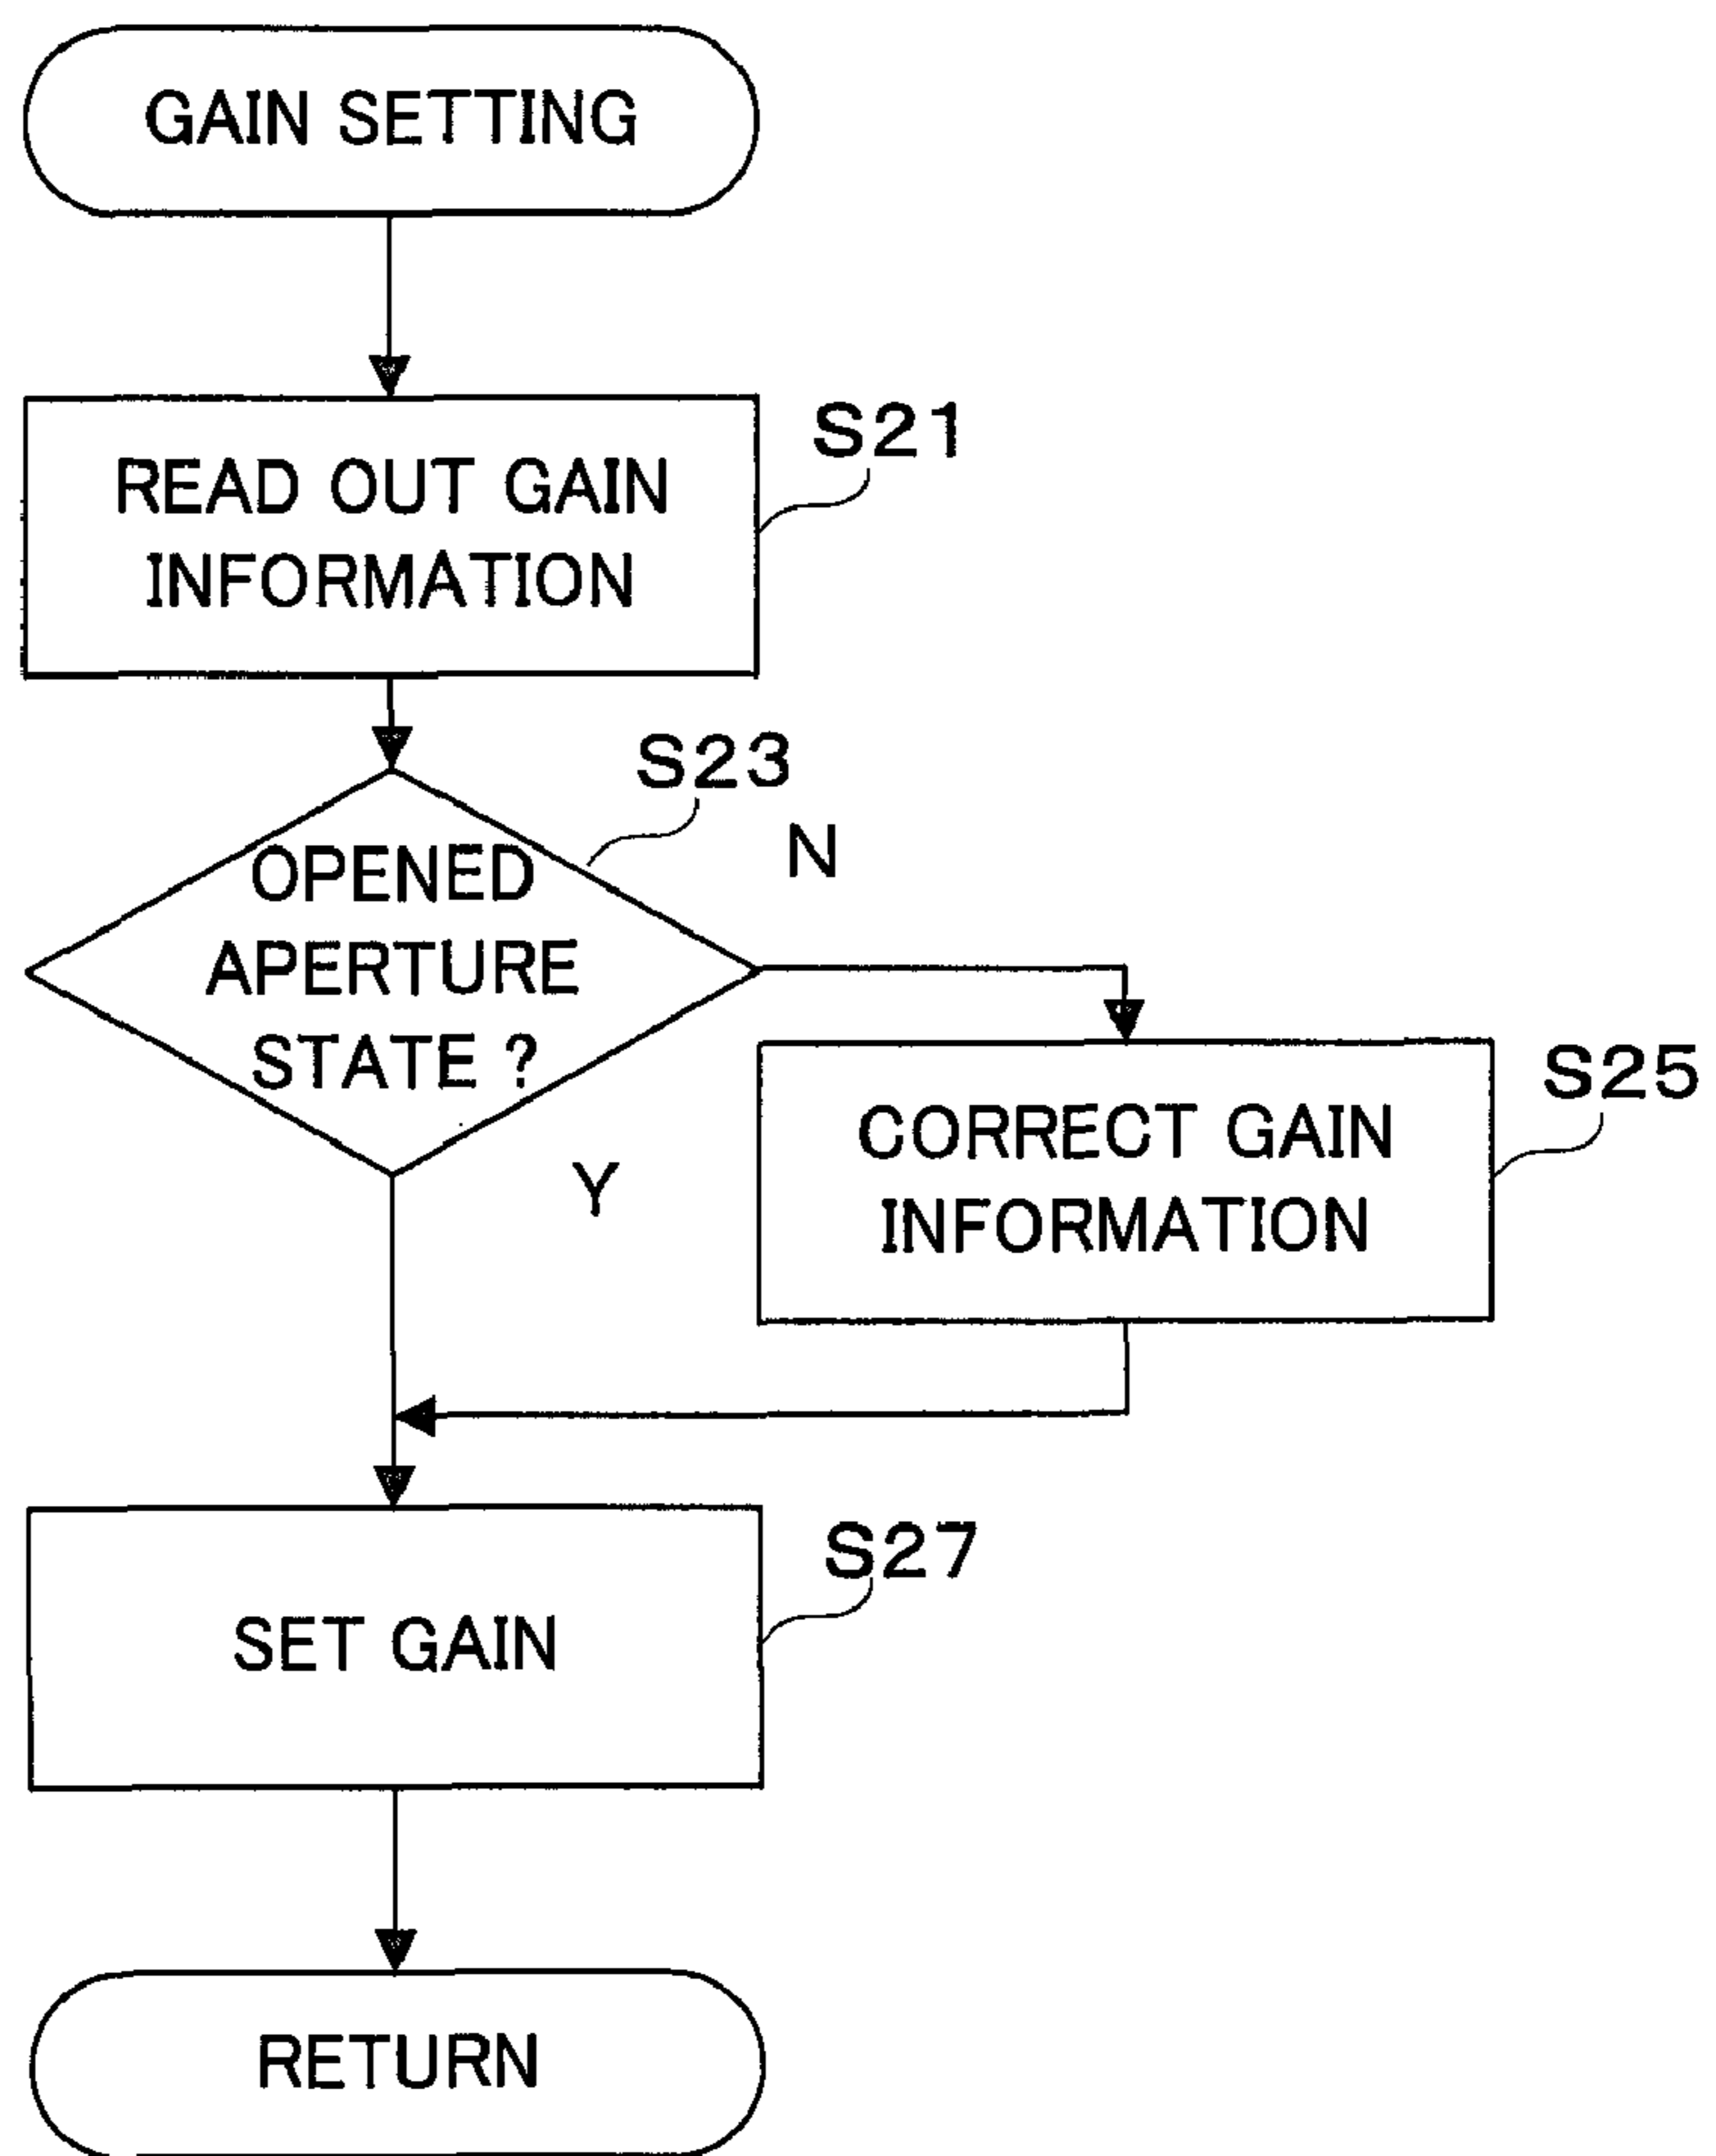 GAIN SETTING
S21
READ OUT GAIN
INFORMATION
S23
N
OPENED
APERTURE
STATE ?
Y
S25
CORRECT GAIN
INFORMATION
S27
SET GAIN
RETURN